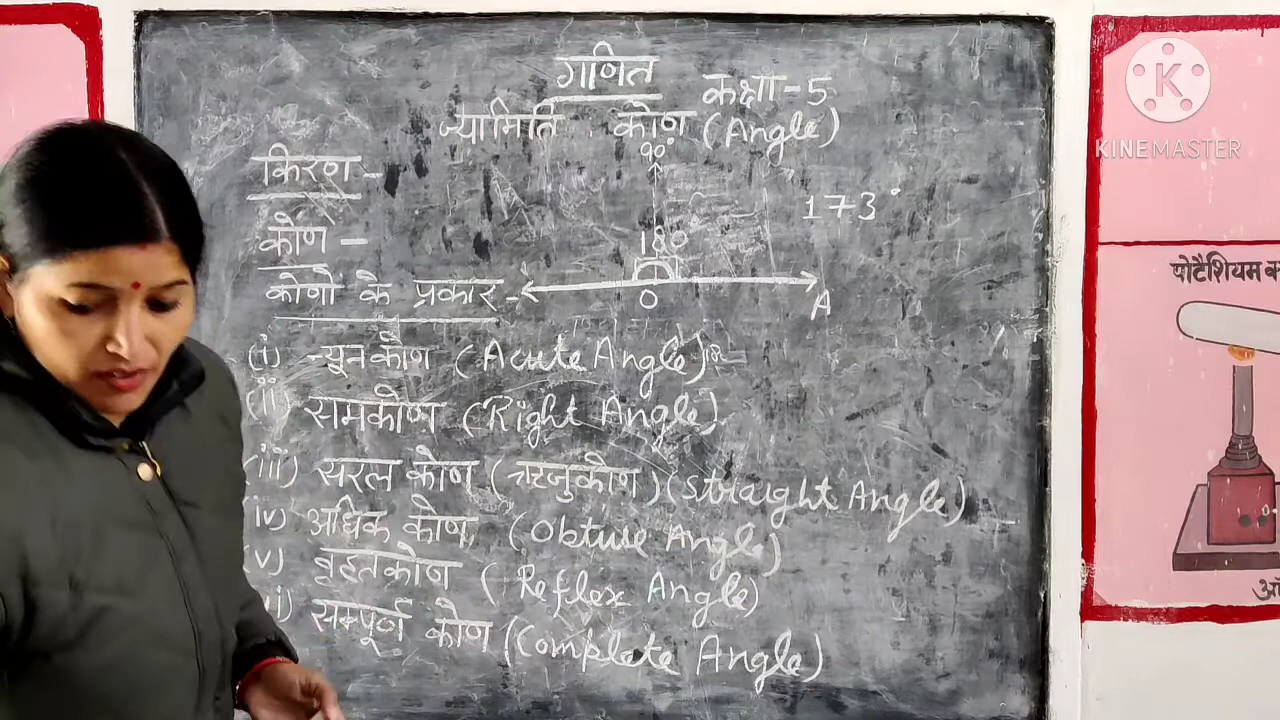 गणित
कक्षा-5
ज्यामिति . कोण (Angle)
90°
किरण-
173°
कोण -
180
कोणों के प्रकार -
0
A
(i) न्यूनकोण (Acute Angle)
(ii) समकोण (Right Angle)
(iii) सरल कोण (ऋजुकोण) (Straight Angle)
(iv) अधिक कोण (Obtuse Angle)
(v) बृहतकोण (Reflex Angle)
(vi) सम्पूर्ण कोण (Complete Angle)
KINEMASTER
पोटैशियम